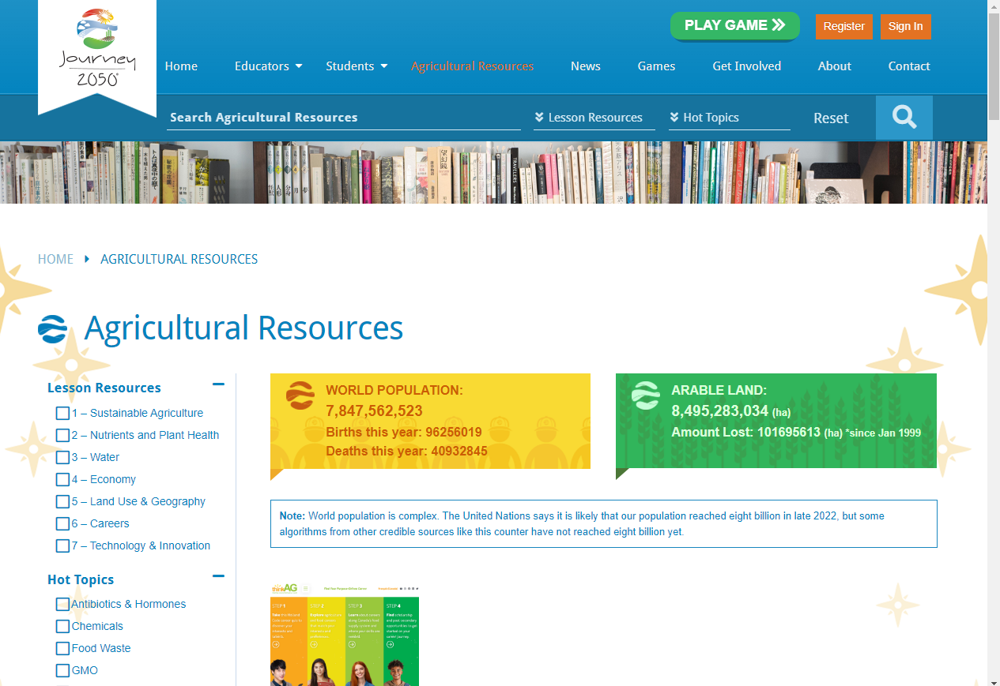 Journey
2050
PLAY GAME
Register
Sign In
Home
Educators
Students
Agricultural Resources
News
Games
Get Involved
About
Contact
Search Agricultural Resources
Lesson Resources
Hot Topics
Reset
HOME
AGRICULTURAL RESOURCES
Agricultural Resources
Lesson Resources
1 – Sustainable Agriculture
2 – Nutrients and Plant Health
3 – Water
4 – Economy
5 – Land Use & Geography
6 – Careers
7 – Technology & Innovation
Hot Topics
Antibiotics & Hormones
Chemicals
Food Waste
GMO
WORLD POPULATION:
7,847,562,523
Births this year: 96256019
Deaths this year: 40932845
ARABLE LAND:
8,495,283,034 (ha)
Amount Lost: 101695613 (ha) *since Jan 1999
Note: World population is complex. The United Nations says it is likely that our population reached eight billion in late 2022, but some
algorithms from other credible sources like this counter have not reached eight billion yet.
thinkAG
STEP 1
STEP 2
STEP 3
STEP 4